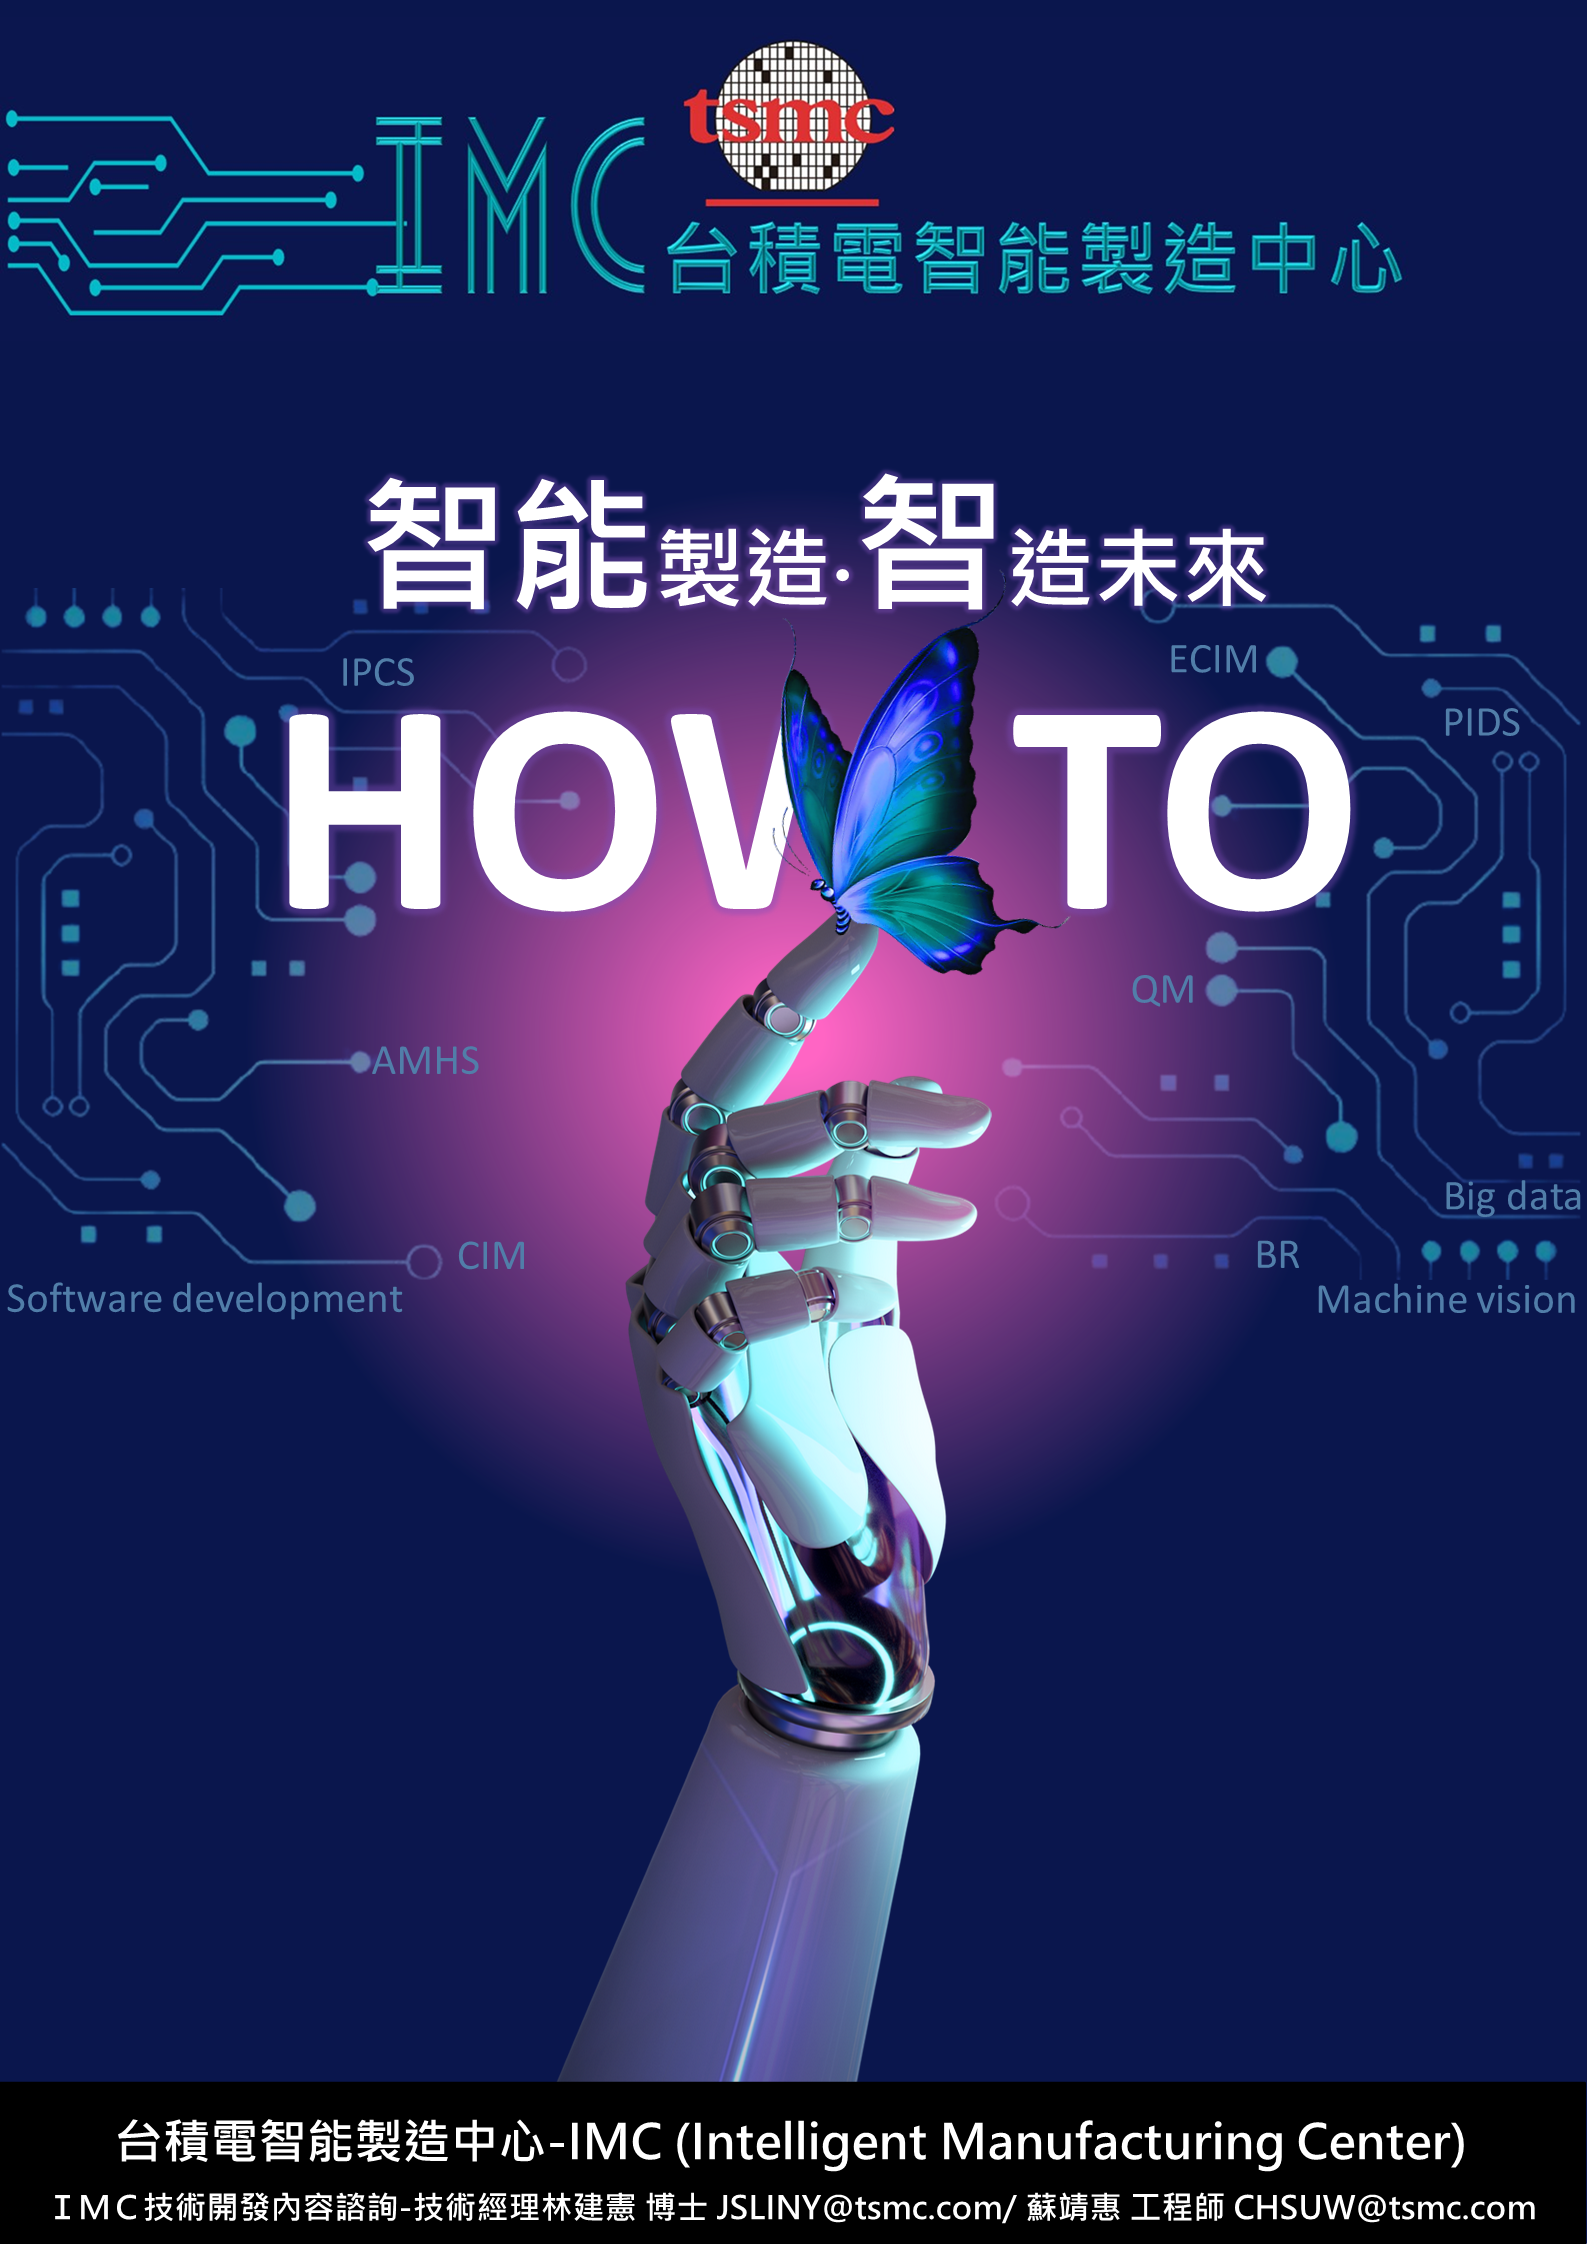 tsmc
IMC 台積電智能製造中心
智能製造·智造未來
IPCS
ECIM
PIDS
HOW TO
QM
AMHS
Big data
CIM
BR
Software development
Machine vision
台積電智能製造中心-IMC (Intelligent Manufacturing Center)
ＩＭＣ技術開發內容諮詢-技術經理林建憲 博士 JSLINY@tsmc.com/ 蘇靖惠 工程師 CHSUW@tsmc.com